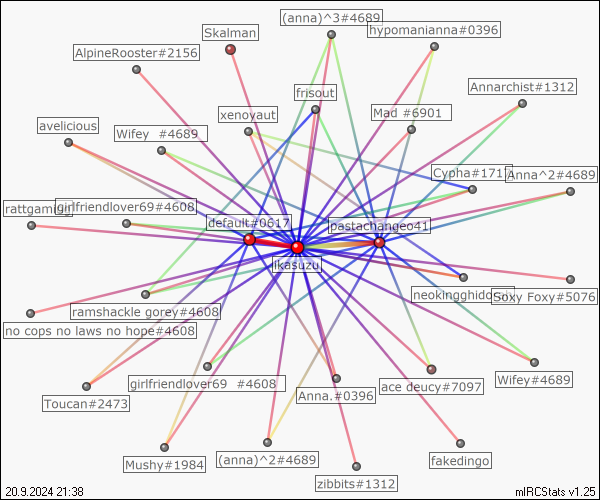 (anna)^3#4689
hypomanianna#0396
Skalman
AlpineRooster#2156
Annarchist#1312
frisout
xenoyaut
Mad #6901
avelicious
Wifey #4689
Cypha#1717
Anna^2#4689
rattgaming
girlfriendlover69#4608
default#0617
pastachangeo41
likasuzu
neokingghidora
Soxy Foxy#5076
ramshackle gorey#4608
no cops no laws no hope#4608
girlfriendlover69 #4608
Anna.#0396
ace deucy#7097
Wifey#4689
Toucan#2473
Mushy#1984
(anna)^2#4689
fakedingo
zibbits#1312
20.9.2024 21:38
mIRCStats v1.25